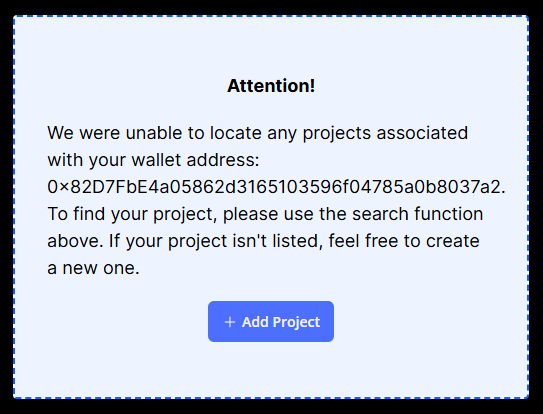 Attention!
We were unable to locate any projects associated
with your wallet address:
0×82D7FbE4a05862d3165103596f04785a0b8037a2.
To find your project, please use the search function
above. If your project isn't listed, feel free to create
a new one.
+ Add Project